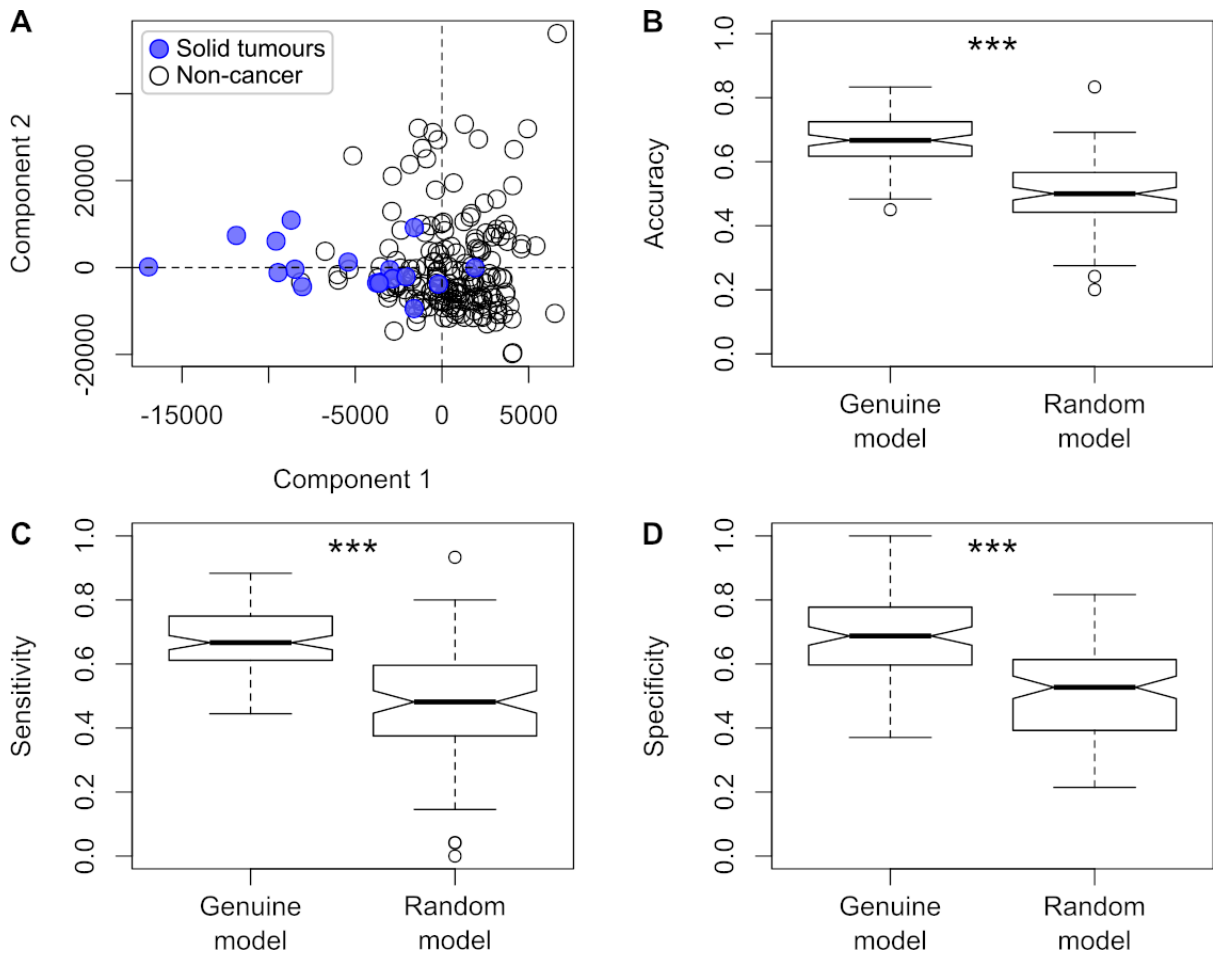 A
Solid tumours
Non-cancer
Component 2
20000
0
-20000
-15000
-5000
0
5000
Component 1
B
***
Accuracy
1.0
0.8
0.6
0.4
0.2
0.0
Genuine
model
Random
model
C
***
Sensitivity
1.0
0.8
0.6
0.4
0.2
0.0
Genuine
model
Random
model
D
***
Specificity
1.0
0.8
0.6
0.4
0.2
0.0
Genuine
model
Random
model